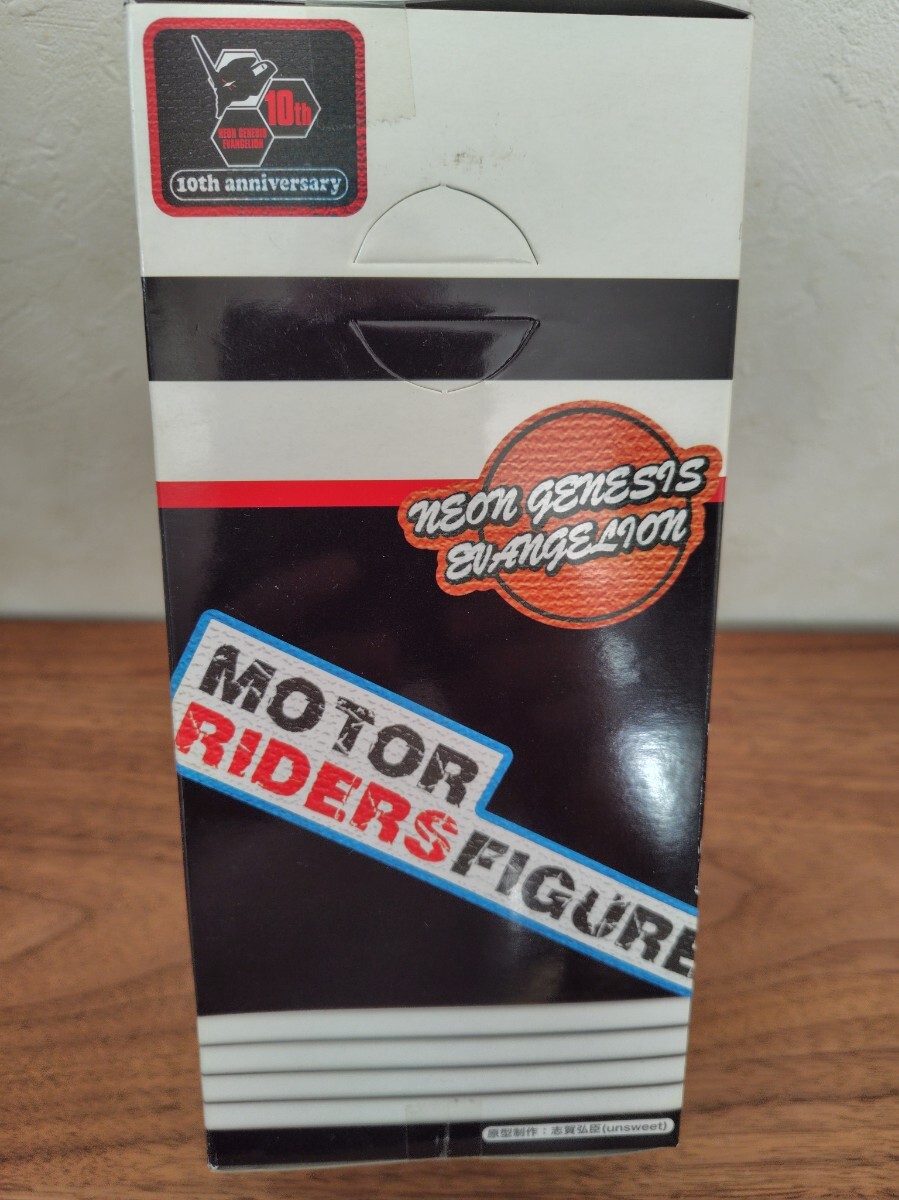 10th
NEON GENESIS
EVANGELION
10th anniversary
NEON GENESIS
EVANGELION
MOTOR
RIDERS FIGURE
原型制作：志賀弘臣(unsweet)